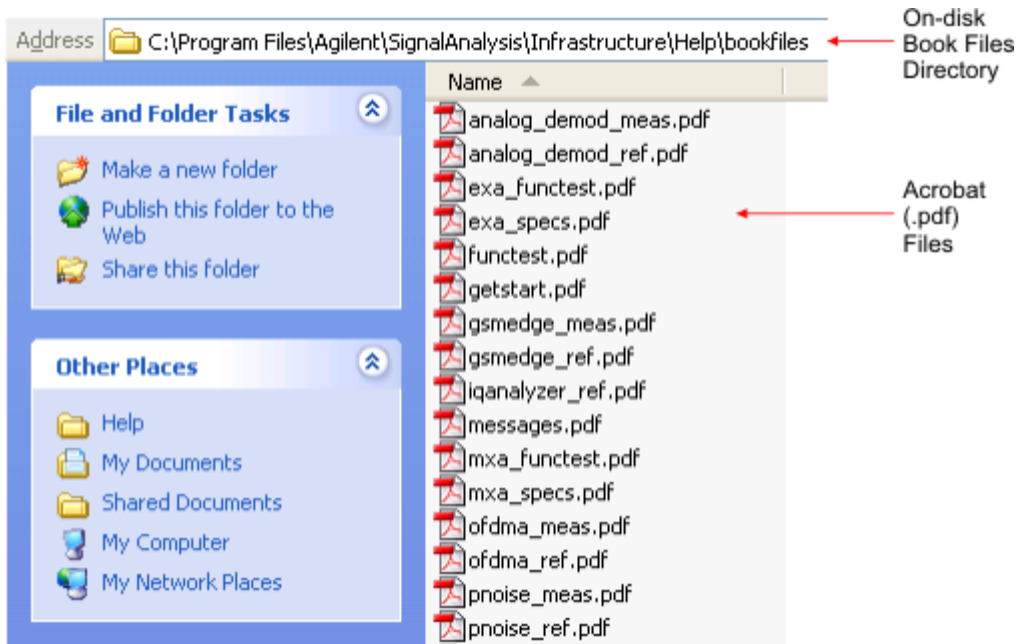 Address C:\Program Files\Agilent\SignalAnalysis\Infrastructure\Help\bookfiles
On-disk
Book Files
Directory
File and Folder Tasks
Make a new folder
Publish this folder to the
Web
Share this folder
Other Places
Help
My Documents
Shared Documents
My Computer
My Network Places
Name
analog_demod_meas.pdf
analog_demod_ref.pdf
exa_functest.pdf
exa_specs.pdf
functest.pdf
getstart.pdf
gsmedge_meas.pdf
gsmedge_ref.pdf
iqanalyzer_ref.pdf
messages.pdf
mxa_functest.pdf
mxa_specs.pdf
ofdma_meas.pdf
ofdma_ref.pdf
pnoise_meas.pdf
pnoise_ref.pdf
Acrobat
(.pdf)
Files